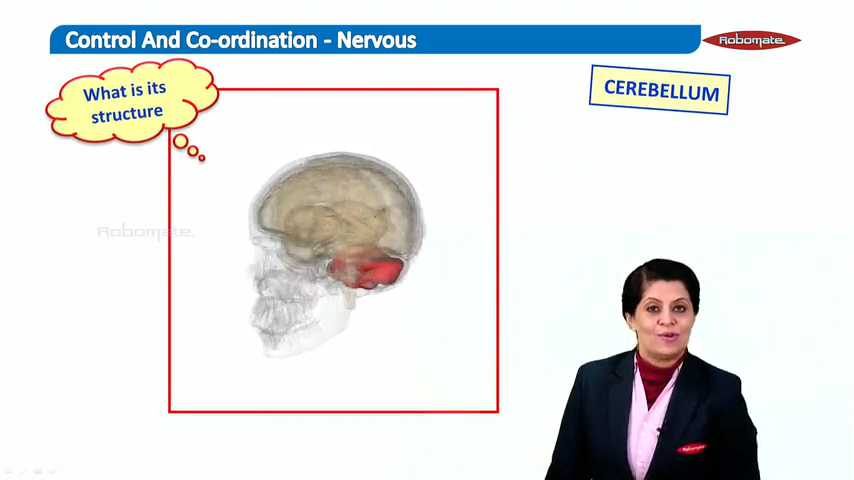 Control And Co-ordination - Nervous
Robomate
What is its
structure
CEREBELLUM
Robomate
Robomate